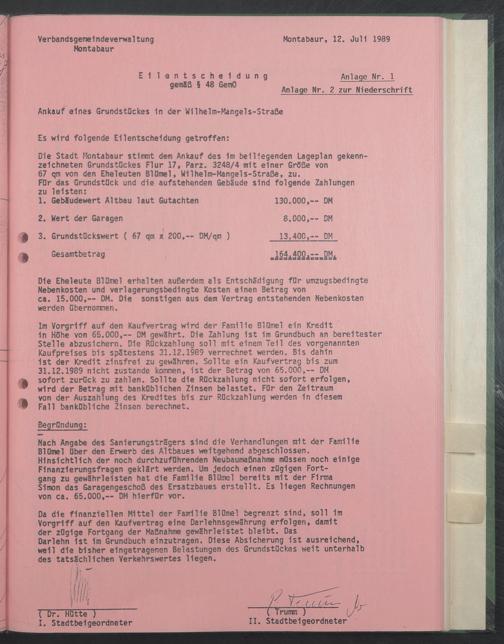 Verbandsgemeindeverwaltung
Montabaur
Montabaur, 12. Juli 1989
Eilentscheidung
gemäß § 48 GemO
Anlage Nr. 1
Anlage Nr. 2 zur Niederschrift
Ankauf eines Grundstückes in der Wilhelm-Mangels-Straße
Es wird folgende Eilentscheidung getroffen:
Die Stadt Montabaur stimmt dem Ankauf des im beiliegenden Lageplan gekenn-
zeichneten Grundstückes Flur 17, Parz. 3248/4 mit einer Größe von
67 qm von den Eheleuten Blümel, Wilhelm-Mangels-Straße, zu.
Für das Grundstück und die aufstehenden Gebäude sind folgende Zahlungen
zu leisten:
1. Gebäudewert Altbau laut Gutachten 130.000,-- DM
2. Wert der Garagen 8.000,-- DM
3. Grundstückswert ( 67 qm x 200,-- DM/qm ) 13,400,-- DM
Gesamtbetrag 164.400,-- DM
Die Eheleute Blümel erhalten außerdem als Entschädigung für umzugsbedingte
Nebenkosten und verlagerungsbedingte Kosten einen Betrag von
ca. 15.000,-- DM. Die sonstigen aus dem Vertrag entstehenden Nebenkosten
werden übernommen.
Im Vorgriff auf den Kaufvertrag wird der Familie Blümel ein Kredit
in Höhe von 65.000,-- DM gewährt. Die Zahlung ist im Grundbuch an bereitester
Stelle abzusichern. Die Rückzahlung soll mit einem Teil des vorgenannten
Kaufpreises bis spätestens 31.12.1989 verrechnet werden. Bis dahin
ist der Kredit zinsfrei zu gewähren. Sollte ein Kaufvertrag bis zum
31.12.1989 nicht zustande kommen, ist der Betrag von 65.000,-- DM
sofort zurück zu zahlen. Sollte die Rückzahlung nicht sofort erfolgen,
wird der Betrag mit banküblichen Zinsen belastet. Für den Zeitraum
von der Auszahlung des Kredites bis zur Rückzahlung werden in diesem
Fall bankübliche Zinsen berechnet.
Begründung:
Nach Angabe des Sanierungsträgers sind die Verhandlungen mit der Familie
Blümel über den Erwerb des Altbaues weitgehend abgeschlossen.
Hinsichtlich der noch durchzuführenden Neubaumaßnahme müssen noch einige
Finanzierungsfragen geklärt werden. Um jedoch einen zügigen Fort-
gang zu gewährleisten hat die Familie Blümel bereits mit der Firma
Simon das Garagengeschoß des Ersatzbaues erstellt. Es liegen Rechnungen
von ca. 65.000,-- DM hierfür vor.
Da die finanziellen Mittel der Familie Blümel begrenzt sind, soll im
Vorgriff auf den Kaufvertrag eine Darlehnsgewährung erfolgen, damit
der zügige Fortgang der Maßnahme gewährleistet bleibt. Das
Darlehn ist im Grundbuch einzutragen. Diese Absicherung ist ausreichend,
weil die bisher eingetragenen Belastungen des Grundstückes weit unterhalb
des tatsächlichen Verkehrswertes liegen.
( Dr. Hütte )
I. Stadtbeigeordneter
( Trumm )
II. Stadtbeigeordneter